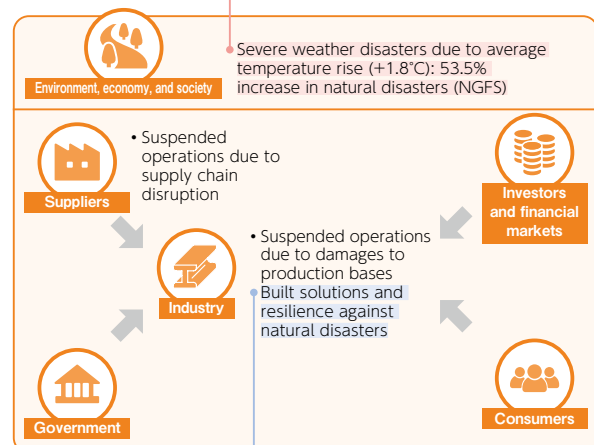 Severe weather disasters due to average
temperature rise (+1.8°C): 53.5%
increase in natural disasters (NGFS)
Environment, economy, and society
• Suspended
operations due to
supply chain
disruption
Suppliers
Investors
and financial
markets
• Suspended operations
due to damages to
production bases
Built solutions and
resilience against
natural disasters
Industry
Government
Consumers